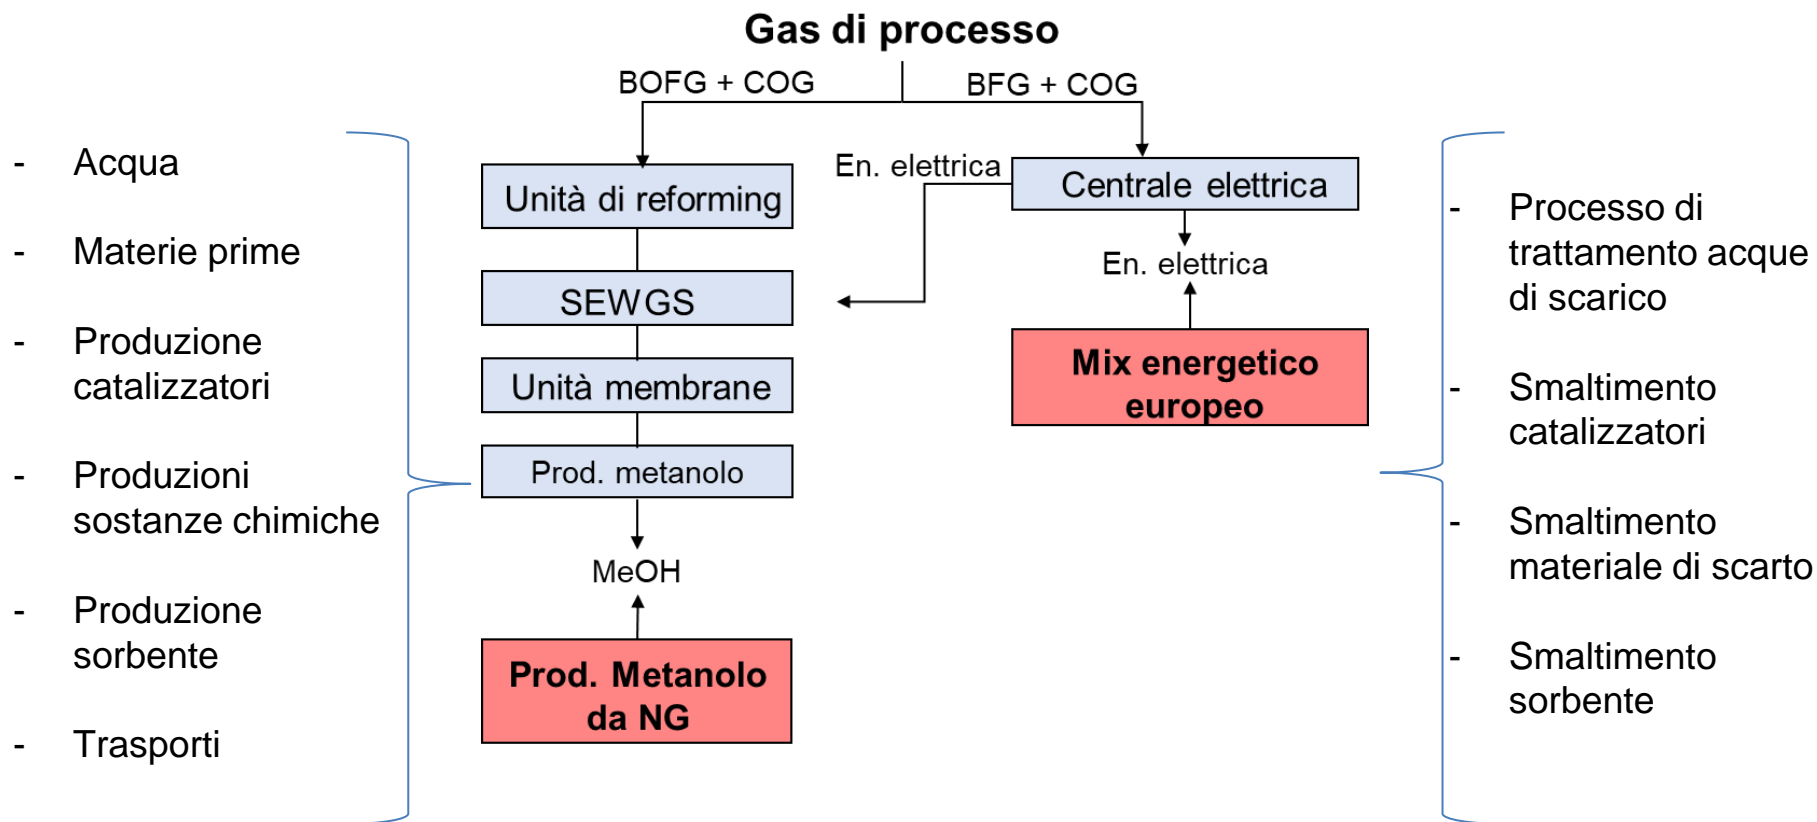 Gas di processo
BOFG + COG
BFG + COG
- Acqua
- Materie prime
- Produzione
catalizzatori
- Produzioni
sostanze chimiche
- Produzione
sorbente
- Trasporti
Unità di reforming
SEWGS
Unità membrane
Prod. metanolo
MeOH
Prod. Metanolo
da NG
En. elettrica
Centrale elettrica
En. elettrica
Mix energetico
europeo
- Processo di
trattamento acque
di scarico
- Smaltimento
catalizzatori
- Smaltimento
materiale di scarto
- Smaltimento
sorbente